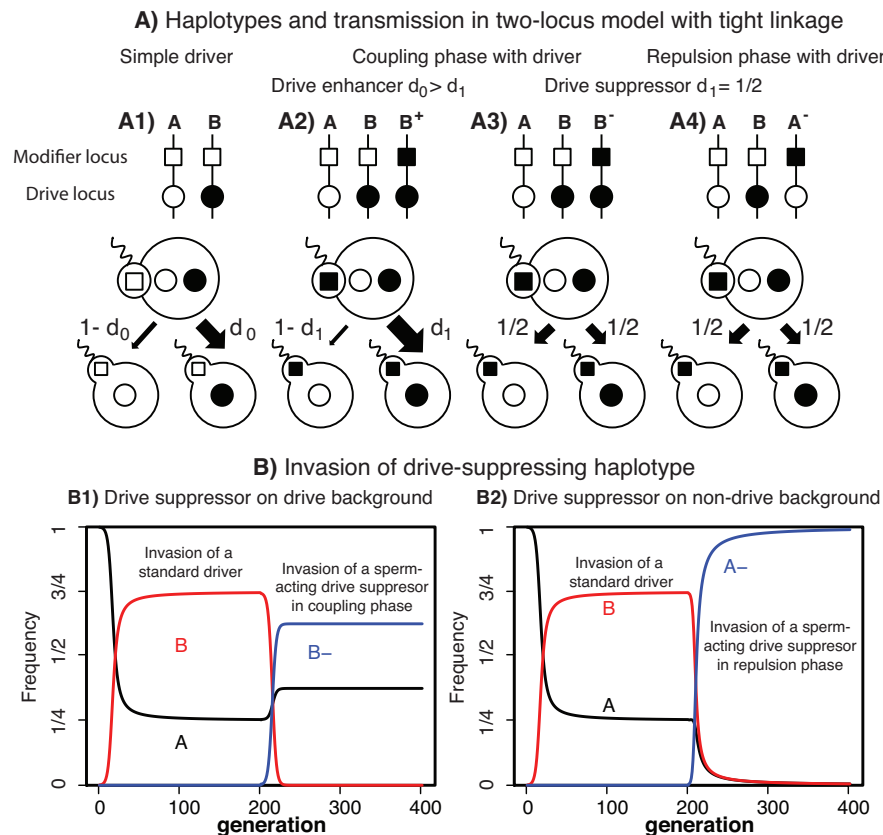 A) Haplotypes and transmission in two-locus model with tight linkage
Simple driver
Coupling phase with driver
Repulsion phase with driver
Drive enhancer d0> d1
Drive suppressor d1= 1/2
A1) A B
A2) A B B+
A3) A B B-
A4) A B A-
Modifier locus
Drive locus
1- d0
d0
1- d1
d1
1/2
1/2
1/2
1/2
B) Invasion of drive-suppressing haplotype
B1) Drive suppressor on drive background
B2) Drive suppressor on non-drive background
Frequency
0
1/4
1/2
3/4
1
Invasion of a
standard driver
Invasion of a sperm-
acting drive suppresor
in coupling phase
B
B−
A
0
100
200
300
400
generation
Frequency
0
1/4
1/2
3/4
1
Invasion of a
standard driver
A−
B
Invasion of a sperm-
acting drive suppresor
in repulsion phase
A
0
100
200
300
400
generation